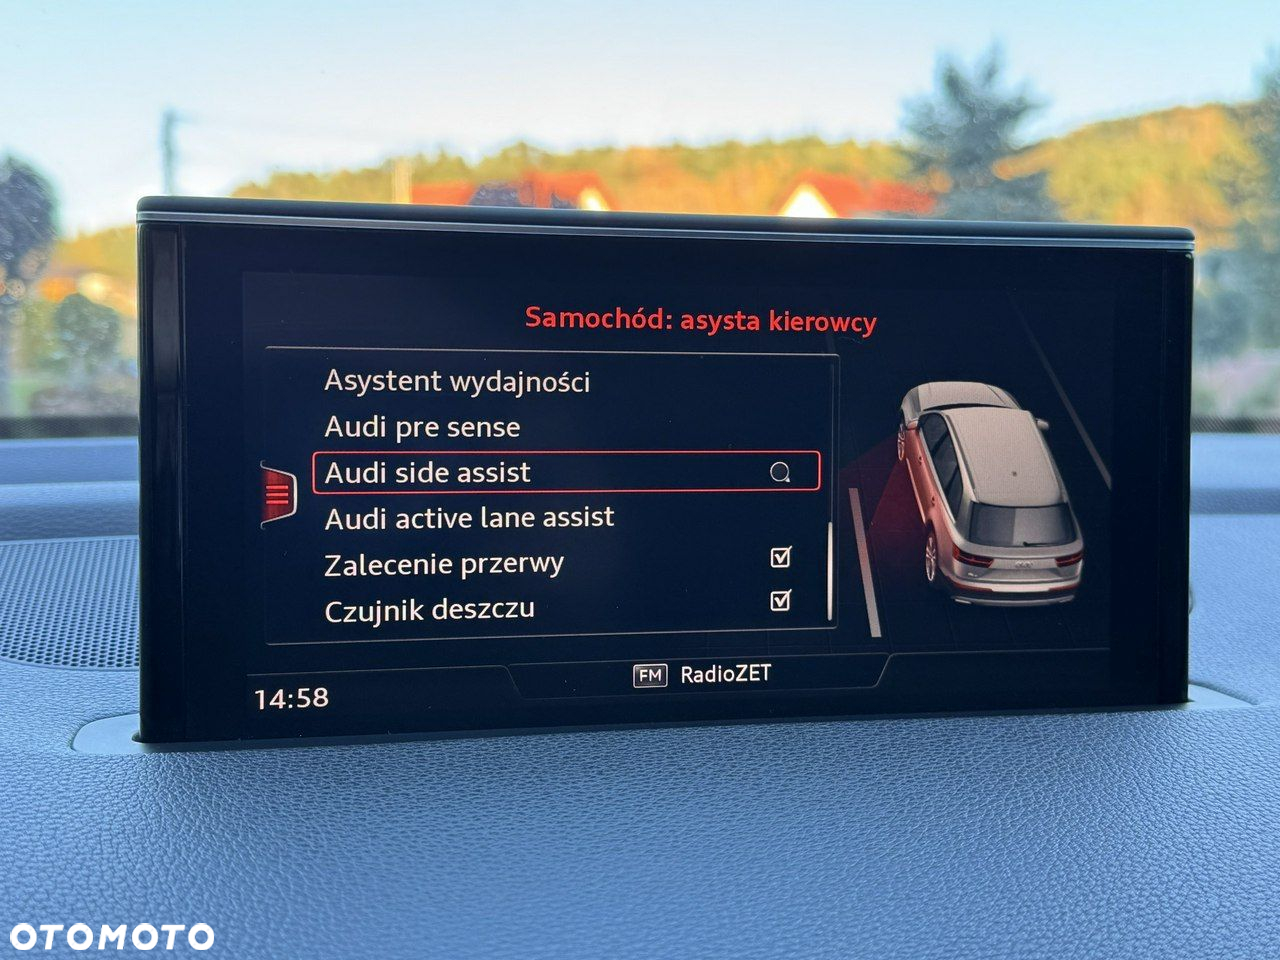 Samochód: asysta kierowcy
Asystent wydajności
Audi pre sense
Audi side assist
Audi active lane assist
Zalecenie przerwy
Czujnik deszczu
FM RadioZET
14:58
OTOMOTO